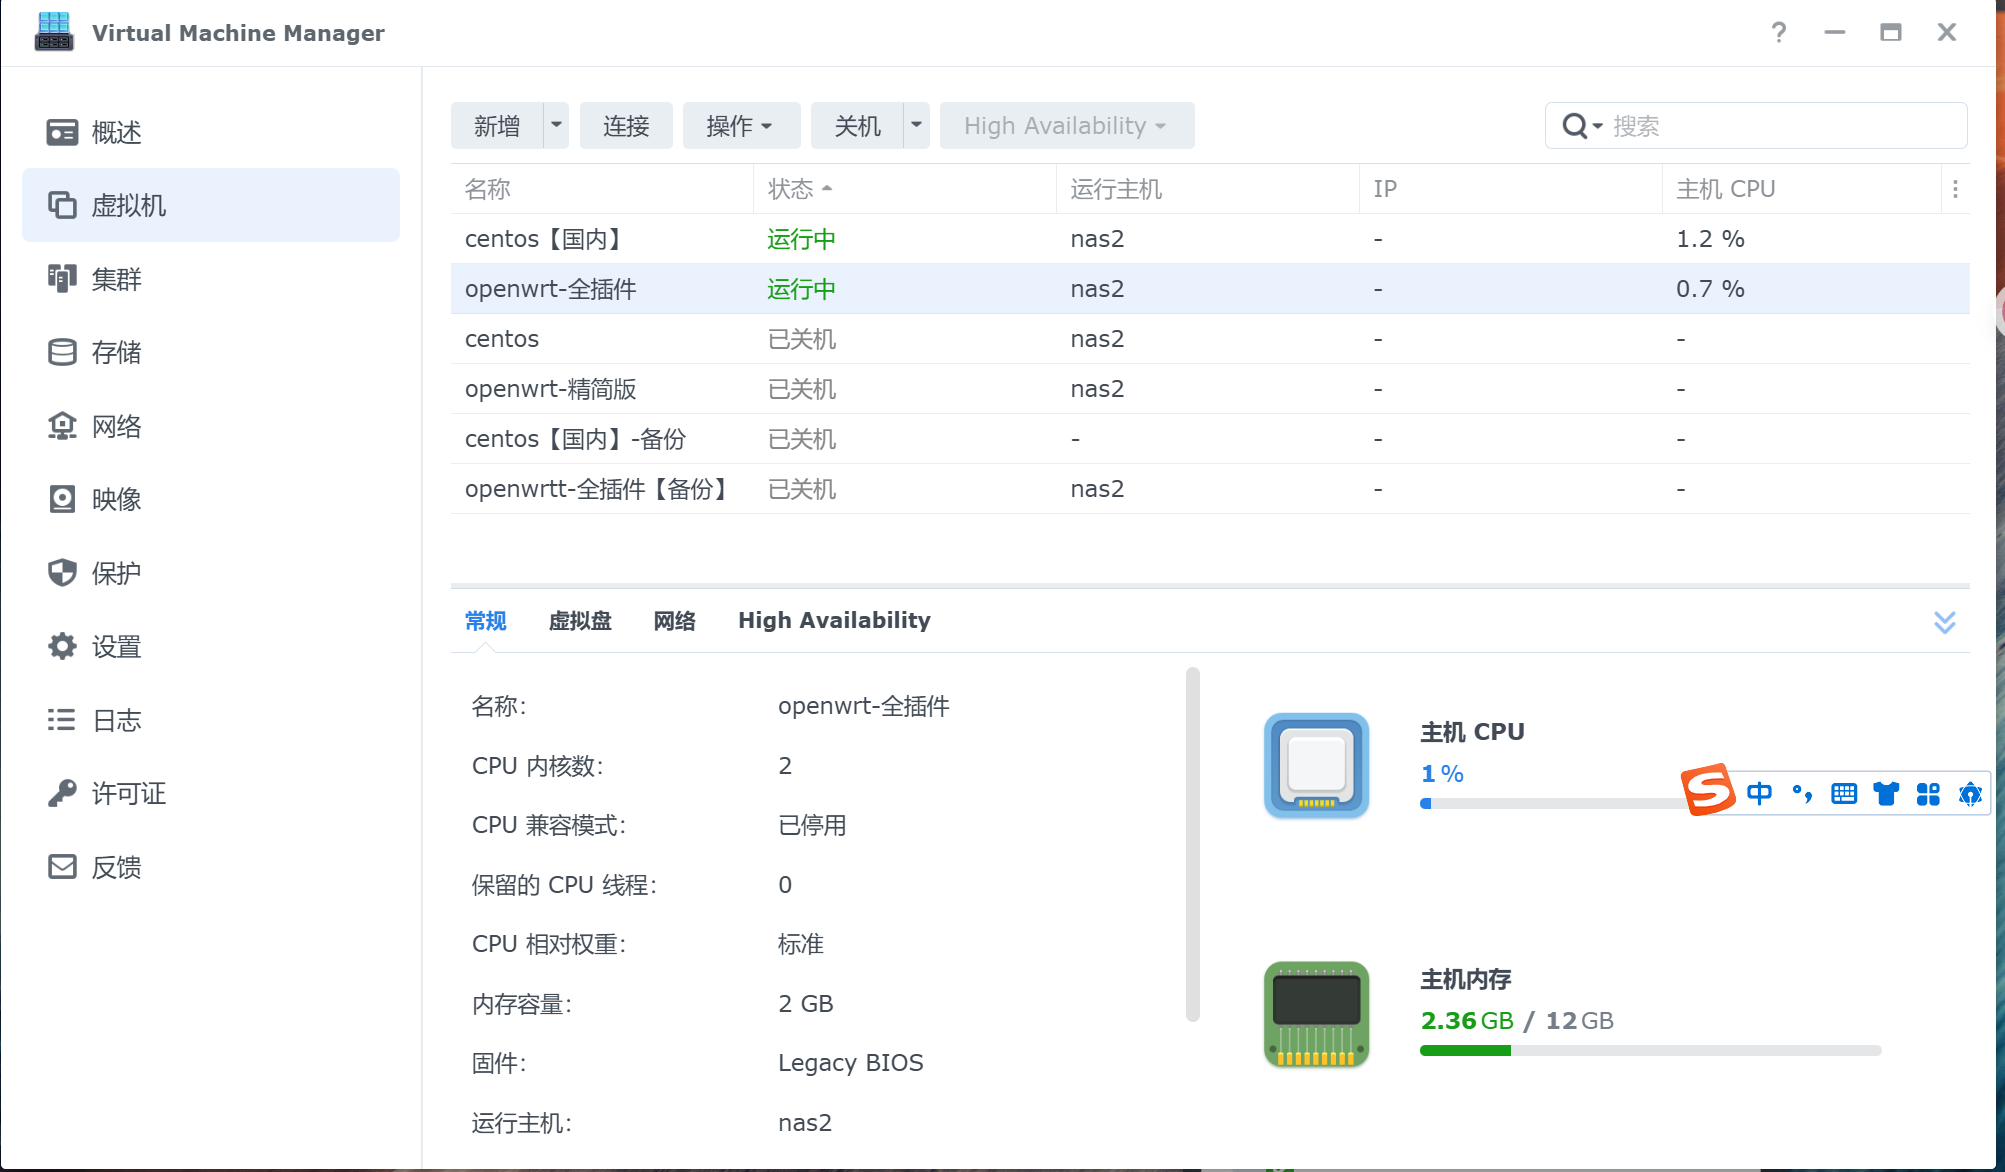 Virtual Machine Manager
概述
虚拟机
集群
存储
网络
映像
保护
设置
日志
许可证
反馈
新增 连接 操作 关机 High Availability 搜索
名称 状态 运行主机 IP 主机 CPU
centos【国内】 运行中 nas2 - 1.2 %
openwrt-全插件 运行中 nas2 - 0.7 %
centos 已关机 nas2 - -
openwrt-精简版 已关机 nas2 - -
centos【国内】-备份 已关机 - - -
openwrtt-全插件【备份】 已关机 nas2 - -
常规 虚拟盘 网络 High Availability
名称： openwrt-全插件
CPU 内核数： 2
CPU 兼容模式： 已停用
保留的 CPU 线程： 0
CPU 相对权重： 标准
内存容量： 2 GB
固件： Legacy BIOS
运行主机： nas2
主机 CPU
1 %
中
主机内存
2.36 GB / 12 GB